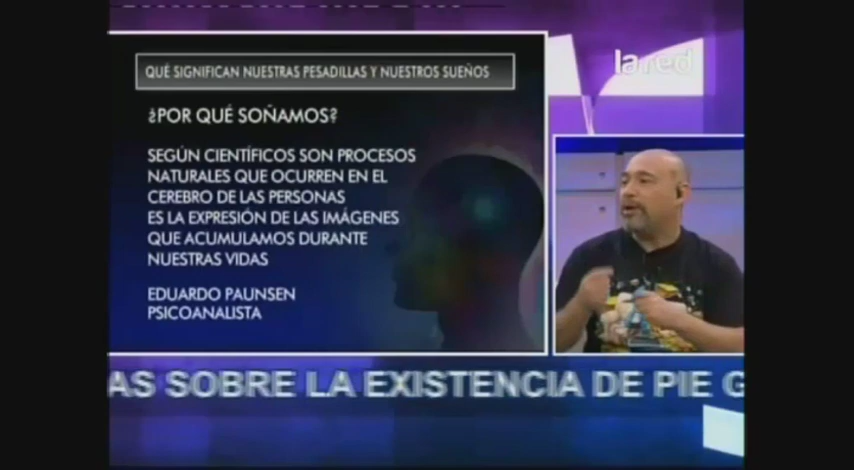 la red
QUÉ SIGNIFICAN NUESTRAS PESADILLAS Y NUESTROS SUEÑOS
¿POR QUÉ SOÑAMOS?
SEGÚN CIENTÍFICOS SON PROCESOS
NATURALES QUE OCURREN EN EL
CEREBRO DE LAS PERSONAS
ES LA EXPRESIÓN DE LAS IMÁGENES
QUE ACUMULAMOS DURANTE
NUESTRAS VIDAS
EDUARDO PAUNSEN
PSICOANALISTA
AS SOBRE LA EXISTENCIA DE PIE G